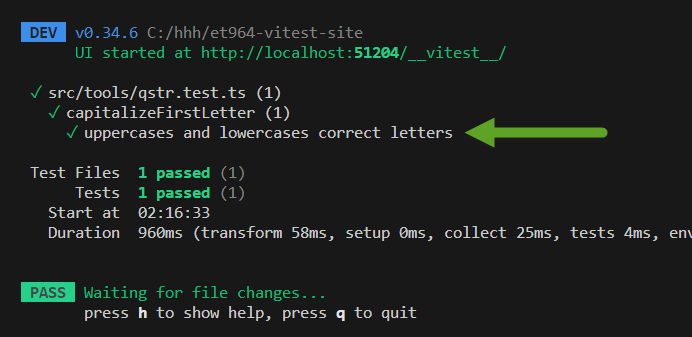 DEV v0.34.6 C:/hhh/et964-vitest-site
UI started at http://localhost:51204/__vitest__/
✓ src/tools/qstr.test.ts (1)
✓ capitalizeFirstLetter (1)
✓ uppercases and lowercases correct letters
Test Files 1 passed (1)
Tests 1 passed (1)
Start at 02:16:33
Duration 960ms (transform 58ms, setup 0ms, collect 25ms, tests 4ms, env
PASS Waiting for file changes...
press h to show help, press q to quit